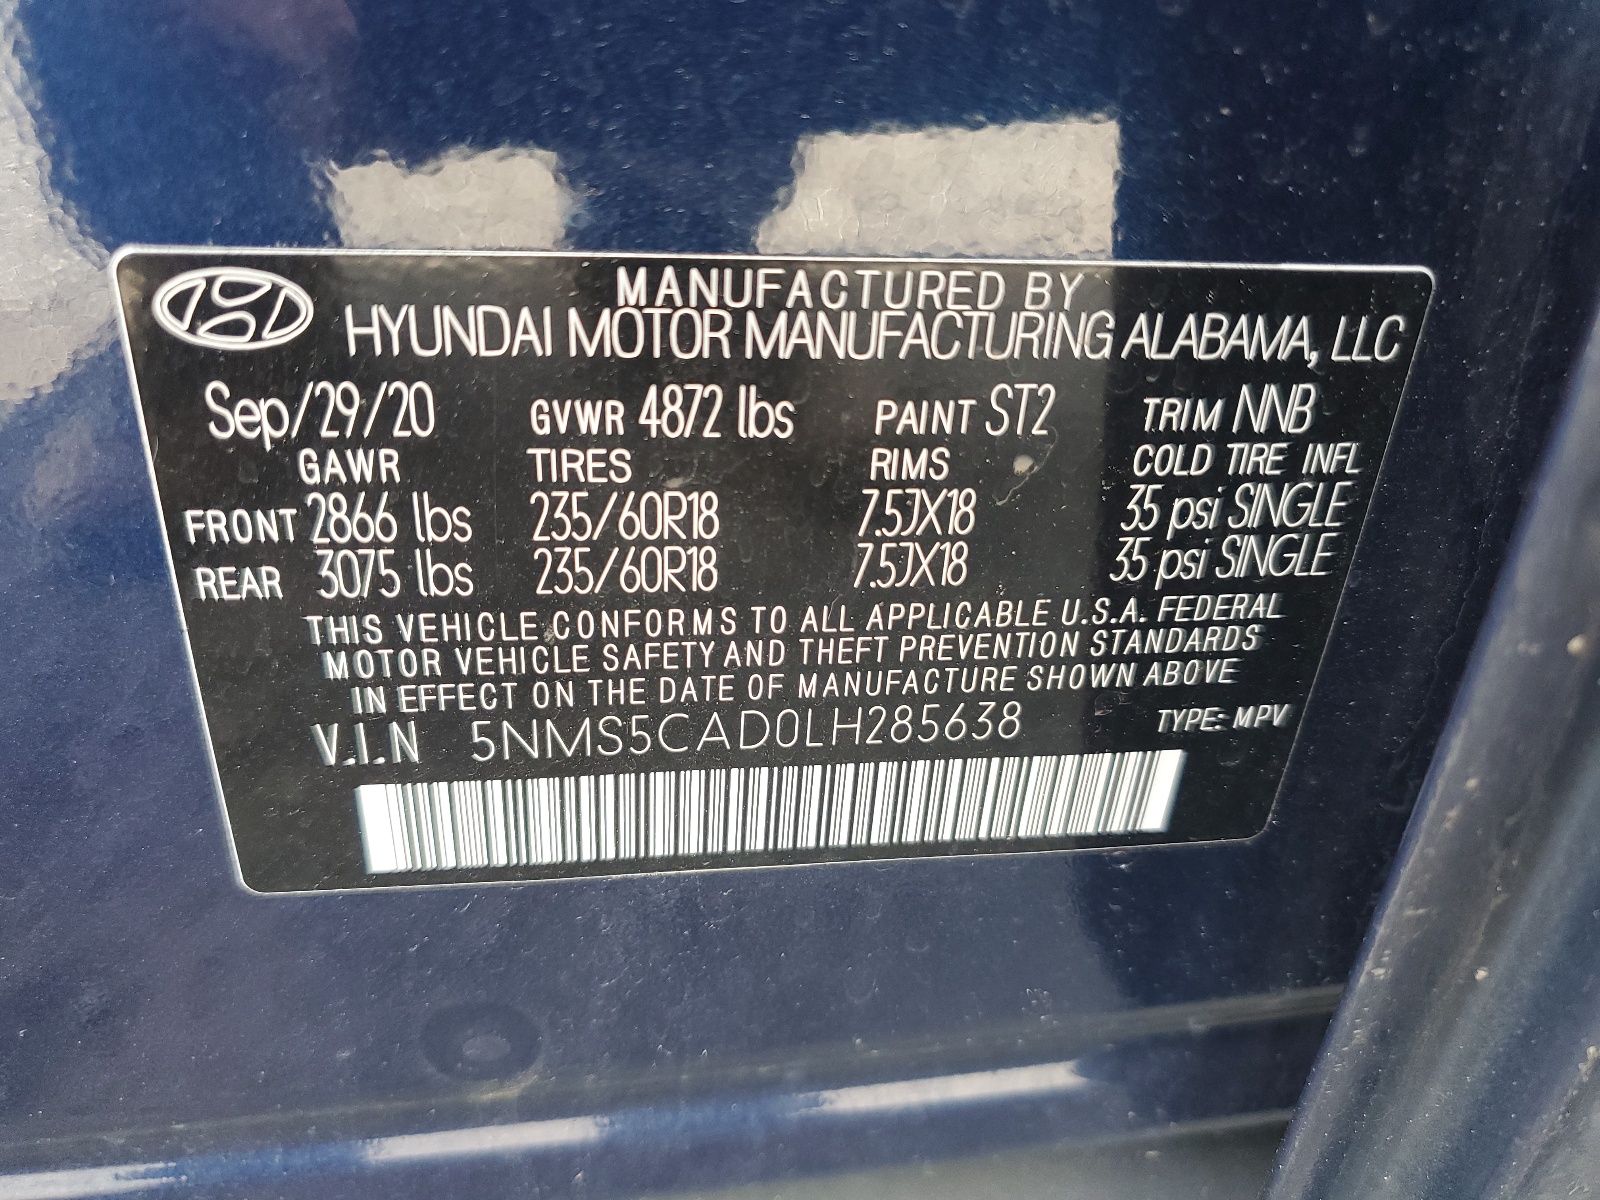 MANUFACTURED BY
HYUNDAI MOTOR MANUFACTURING ALABAMA, LLC
Sep/29/20 GVWR 4872 lbs PAINT ST2 TRIM NNB
GAWR TIRES RIMS COLD TIRE INFL
FRONT 2866 lbs 235/60R18 7.5JX18 35 psi SINGLE
REAR 3075 lbs 235/60R18 7.5JX18 35 psi SINGLE
THIS VEHICLE CONFORMS TO ALL APPLICABLE U.S.A. FEDERAL
MOTOR VEHICLE SAFETY AND THEFT PREVENTION STANDARDS
IN EFFECT ON THE DATE OF MANUFACTURE SHOWN ABOVE
V.I.N 5NMS5CAD0LH285638 TYPE: MPV